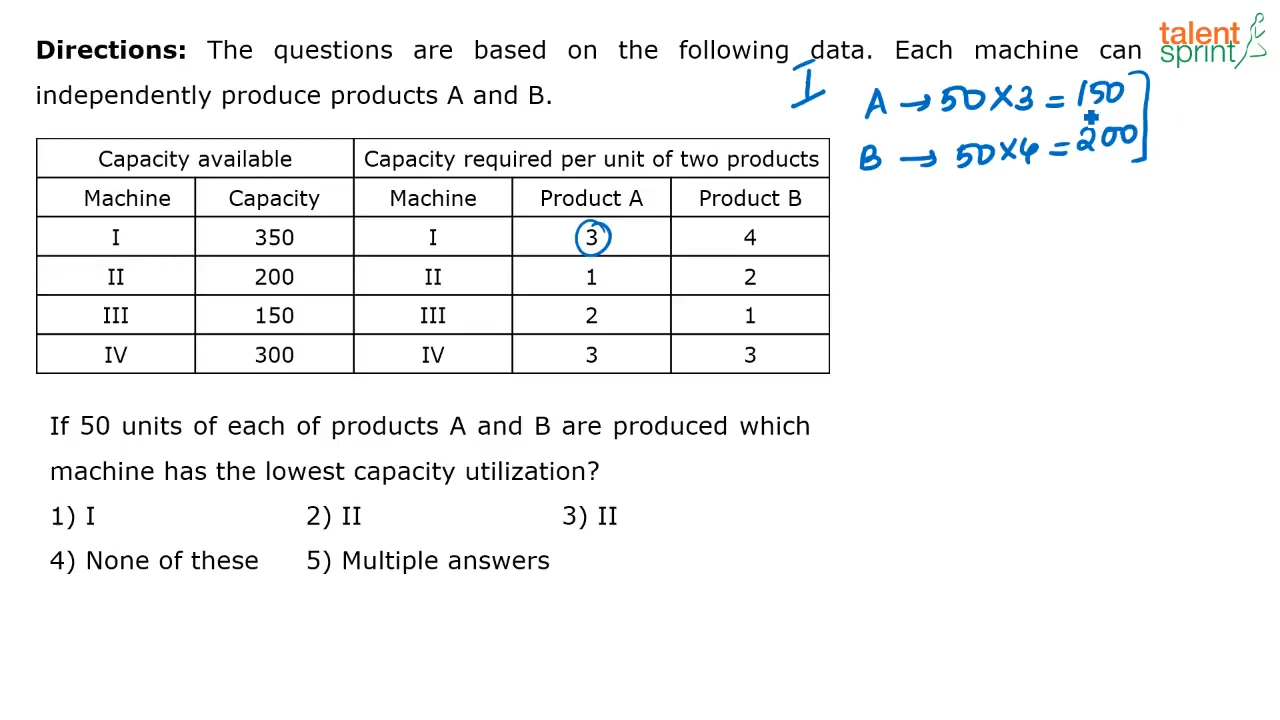 talent
sprint
Directions: The questions are based on the following data. Each machine can
independently produce products A and B.
I
A → 50 × 3 = 150
+
B → 50 × 4 = 200
Capacity available Capacity required per unit of two products
Machine Capacity Machine Product A Product B
I 350 I 3 4
II 200 II 1 2
III 150 III 2 1
IV 300 IV 3 3
If 50 units of each of products A and B are produced which
machine has the lowest capacity utilization?
1) I 2) II 3) II
4) None of these 5) Multiple answers